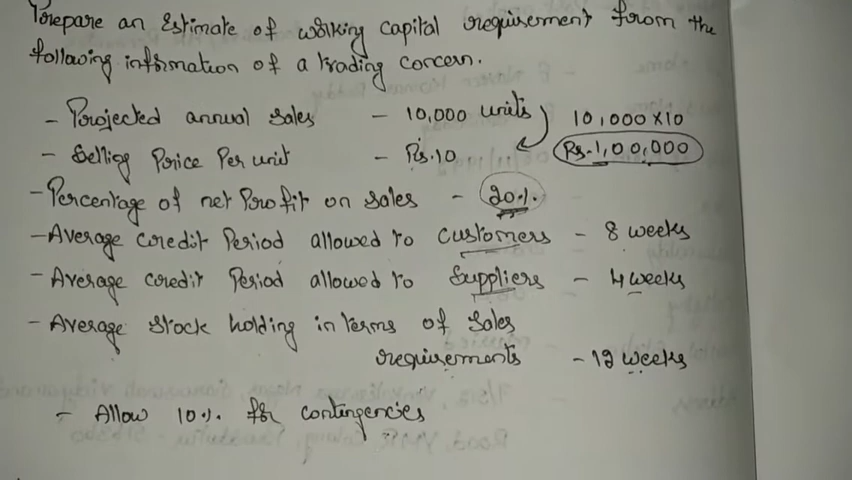 Prepare an Estimate of working capital requirement from the
following information of a trading concern.
- Projected annual sales - 10,000 units 10,000 x 10
- Selling Price Per unit - Rs.10 Rs.1,00,000
- Percentage of net Profit on sales - 20%.
- Average credit Period allowed to customers - 8 weeks
- Average credit Period allowed to Suppliers - 4 weeks
- Average Stock holding in terms of Sales
requirements - 12 weeks
- Allow 10%. for contingencies